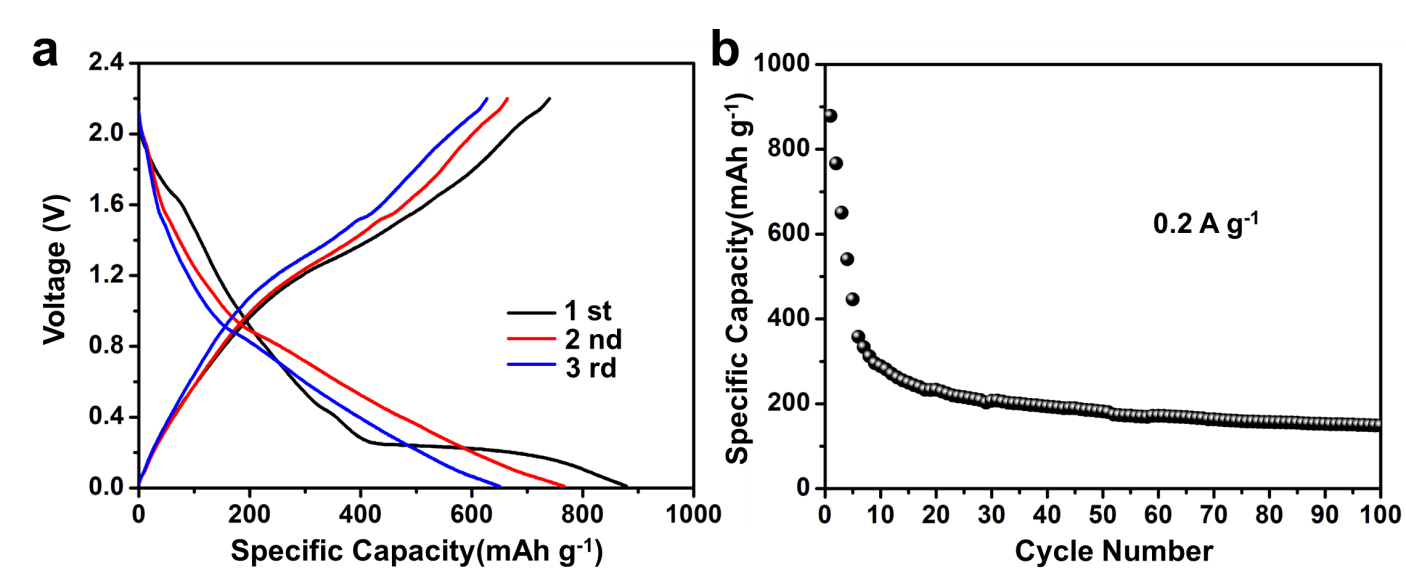 a
2.4
2.0
1.6
1.2
0.8
0.4
0.0
Voltage (V)
1 st
2 nd
3 rd
0 200 400 600 800 1000
Specific Capacity(mAh g⁻¹)
b
1000
800
600
400
200
0
Specific Capacity(mAh g⁻¹)
0.2 A g⁻¹
0 10 20 30 40 50 60 70 80 90 100
Cycle Number